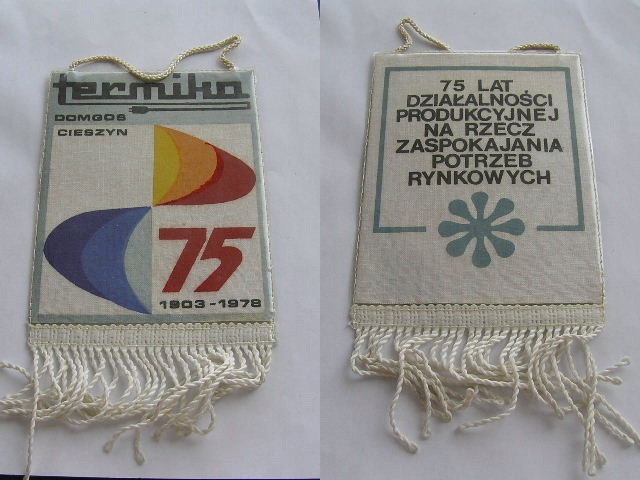 termika
DOMGOS
CIESZYN
75
1903-1978
75 LAT
DZIAŁALNOŚCI
PRODUKCYJNEJ
NA RZECZ
ZASPOKAJANIA
POTRZEB
RYNKOWYCH